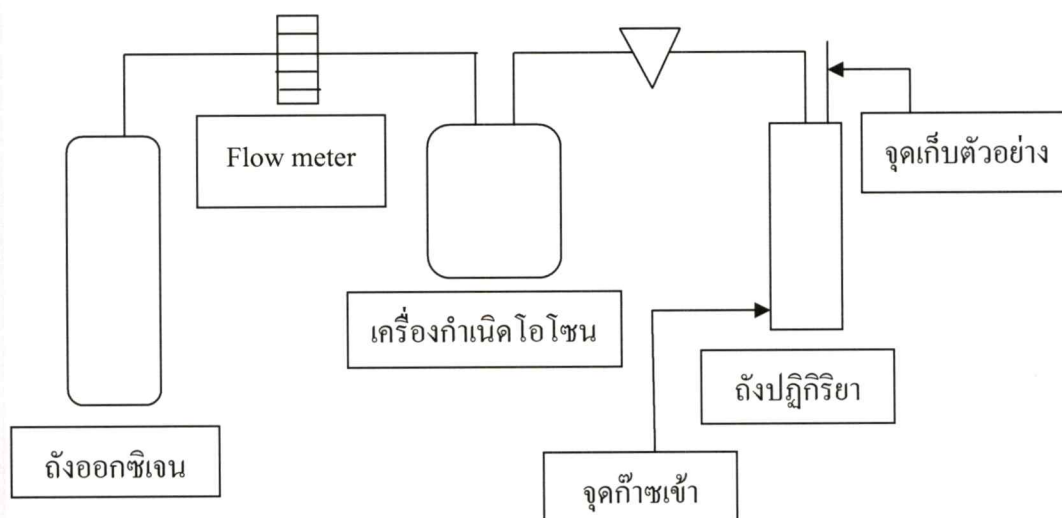 Flow meter
จุดเก็บตัวอย่าง
เครื่องกำเนิดโอโซน
ถังปฏิกิริยา
ถังออกซิเจน
จุดก๊าซเข้า